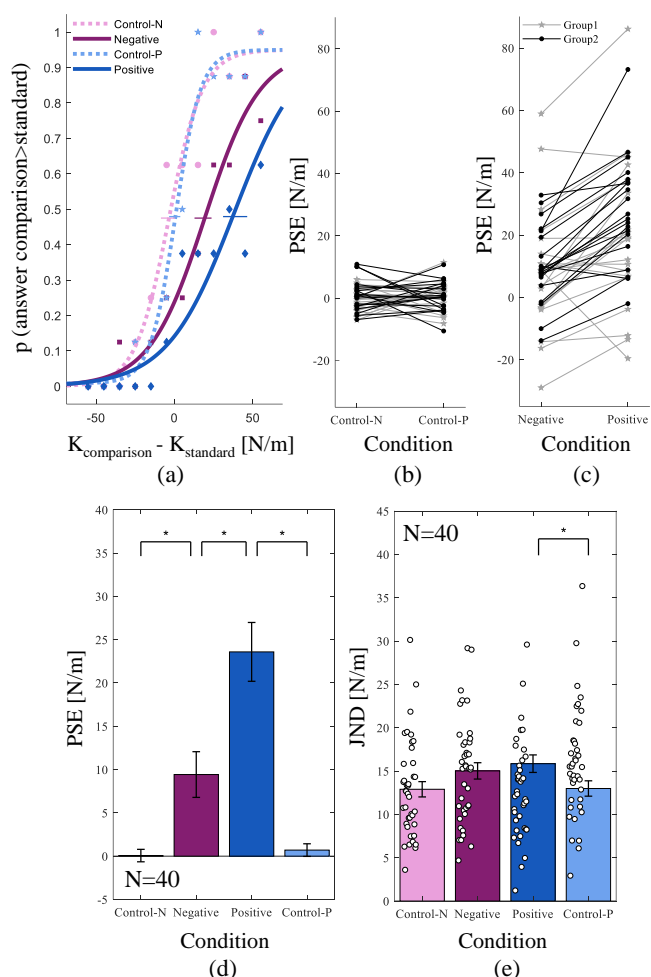 Control-N
Negative
Control-P
Positive
1
0.9
0.8
0.7
0.6
0.5
0.4
0.3
0.2
0.1
0
p (answer comparison>standard)
-50
0
50
Kcomparison - Kstandard [N/m]
(a)
80
60
40
20
0
-20
PSE [N/m]
Control-N
Control-P
Condition
(b)
Group1
Group2
80
60
40
20
0
-20
PSE [N/m]
Negative
Positive
Condition
(c)
40
35
30
25
20
15
10
5
0
-5
PSE [N/m]
* * *
N=40
Control-N
Negative
Positive
Control-P
Condition
(d)
45
40
35
30
25
20
15
10
5
0
JND [N/m]
N=40
*
Control-N
Negative
Positive
Control-P
Condition
(e)